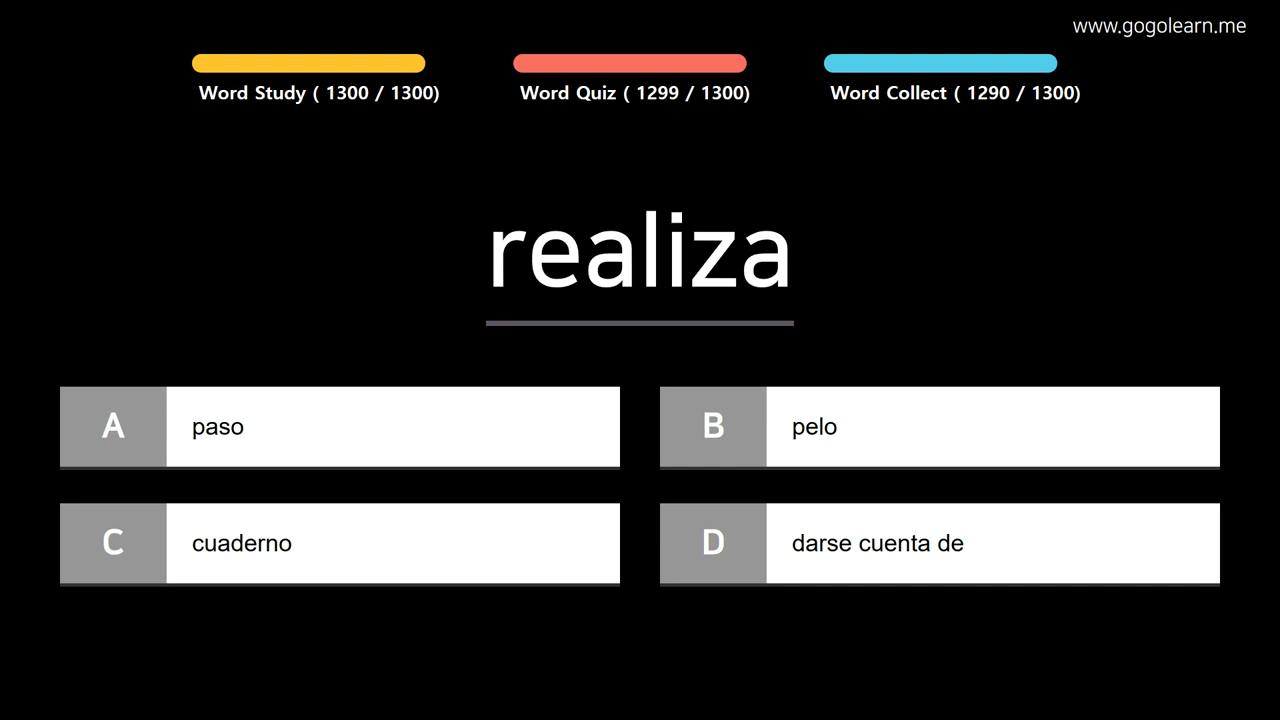 www.gogolearn.me
Word Study ( 1300 / 1300)
Word Quiz ( 1299 / 1300)
Word Collect ( 1290 / 1300)
realiza
A paso
B pelo
C cuaderno
D darse cuenta de